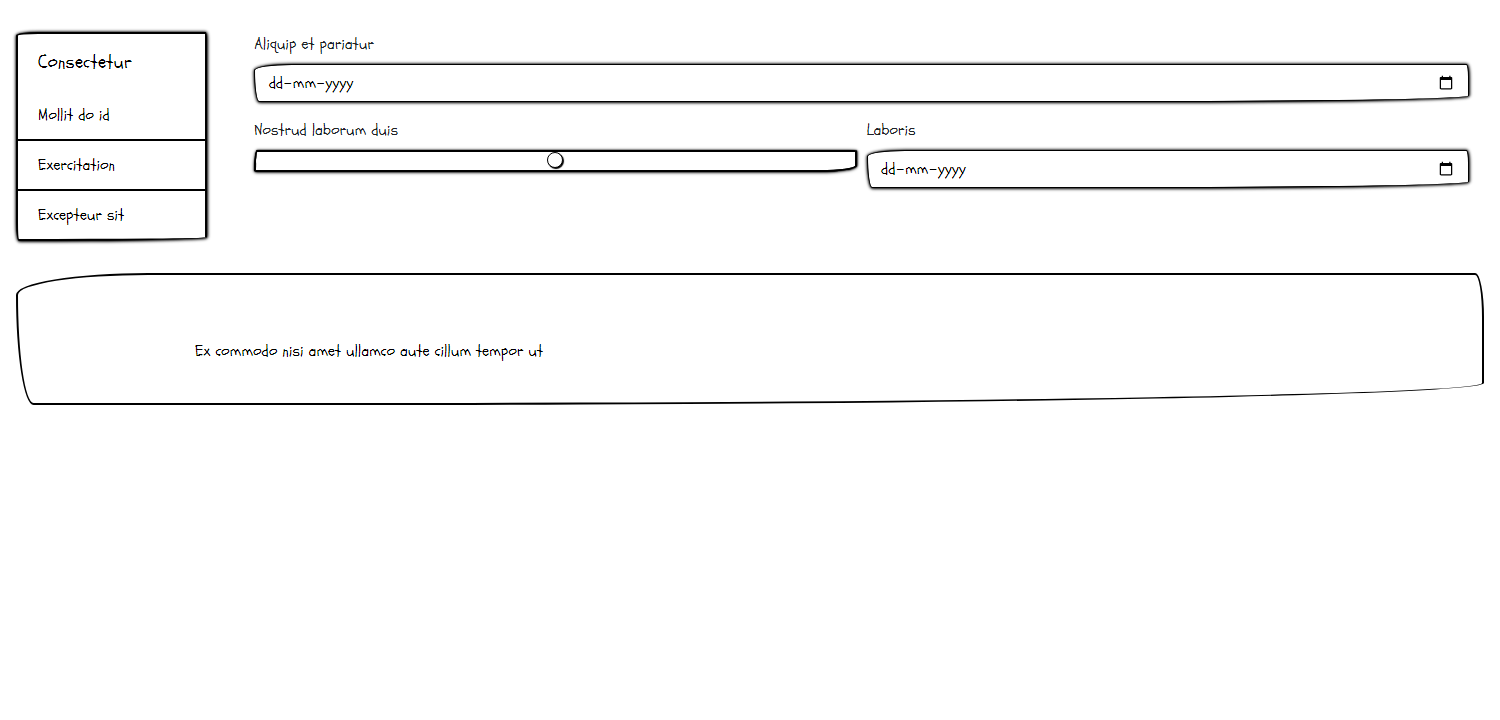 Consectetur
Mollit do id
Exercitation
Excepteur sit
Aliquip et pariatur
dd-mm-yyyy
Nostrud laborum duis
Laboris
dd-mm-yyyy
Ex commodo nisi amet ullamco aute cillum tempor ut